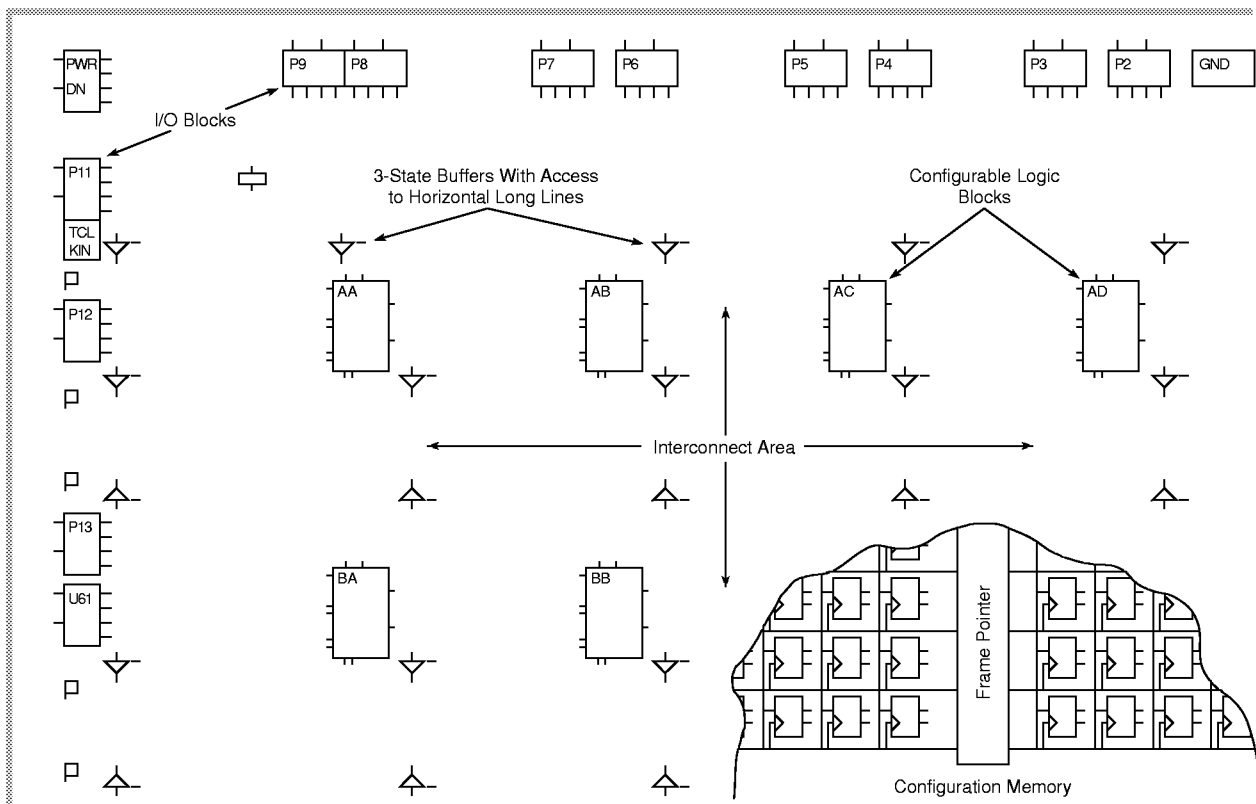 PWR
DN
P9
P8
P7
P6
P5
P4
P3
P2
GND
I/O Blocks
P11
TCL
KIN
3-State Buffers With Access
to Horizontal Long Lines
Configurable Logic
Blocks
AA
AB
AC
AD
P12
Interconnect Area
P13
U61
BA
BB
Frame Pointer
Configuration Memory